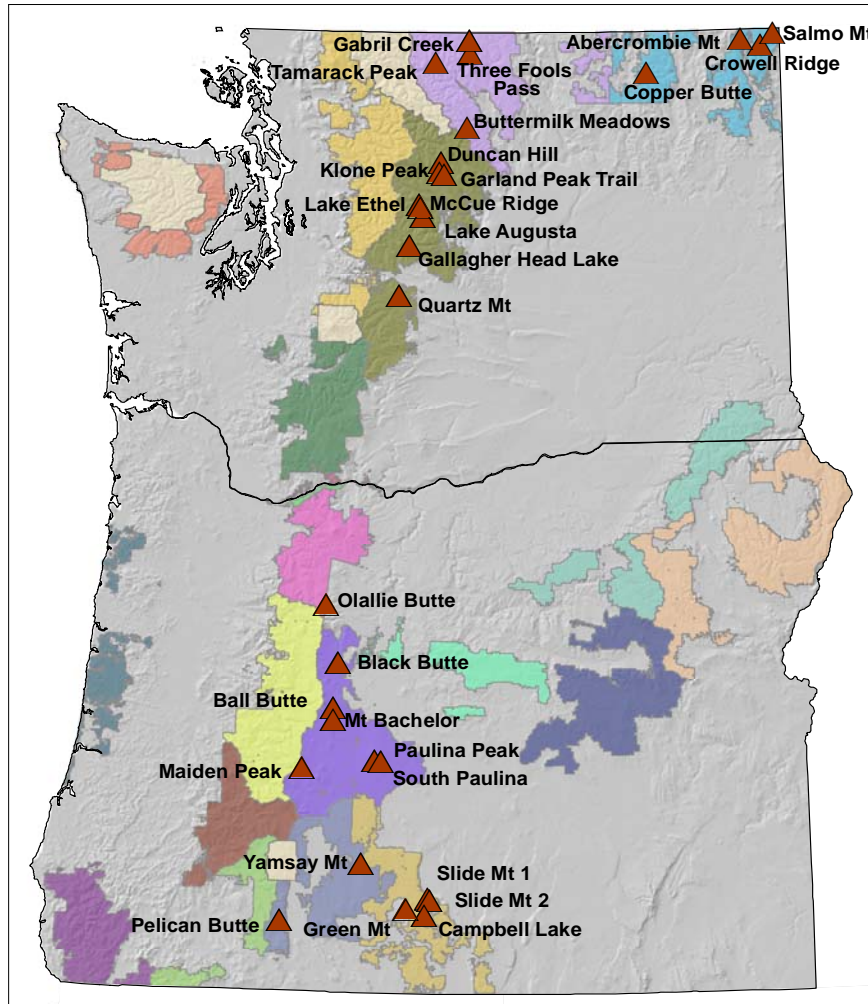 Gabril Creek
Salmo Mt
Abercrombie Mt
Crowell Ridge
Tamarack Peak
Three Fools
Pass
Copper Butte
Buttermilk Meadows
Duncan Hill
Klone Peak
Garland Peak Trail
Lake Ethel
McCue Ridge
Lake Augusta
Gallagher Head Lake
Quartz Mt
Olallie Butte
Black Butte
Ball Butte
Mt Bachelor
Paulina Peak
Maiden Peak
South Paulina
Yamsay Mt
Slide Mt 1
Slide Mt 2
Pelican Butte
Green Mt
Campbell Lake